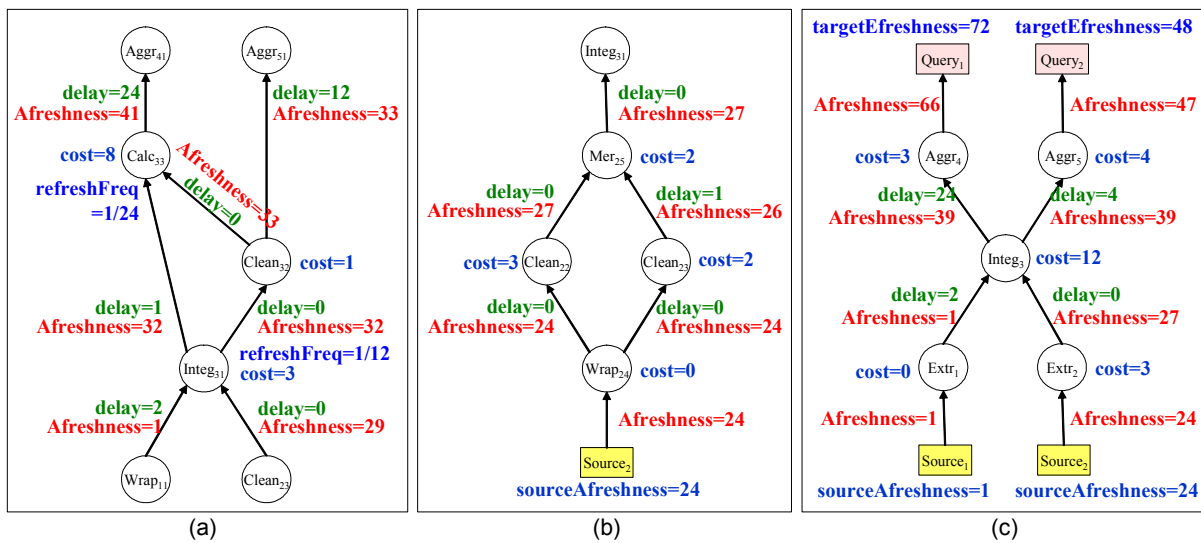 Aggr41
Aggr51
delay=24
Afreshness=41
delay=12
Afreshness=33
cost=8
Calc33
Afreshness=33
delay=0
refreshFreq
=1/24
Clean32
cost=1
delay=1
Afreshness=32
delay=0
Afreshness=32
refreshFreq=1/12
Integ31
cost=3
delay=2
Afreshness=1
delay=0
Afreshness=29
Wrap11
Clean23
(a)
Integ31
delay=0
Afreshness=27
Mer25
cost=2
delay=0
Afreshness=27
delay=1
Afreshness=26
cost=3
Clean22
Clean23
cost=2
delay=0
Afreshness=24
delay=0
Afreshness=24
Wrap24
cost=0
Afreshness=24
Source2
sourceAfreshness=24
(b)
targetEfreshness=72
targetEfreshness=48
Query1
Query2
Afreshness=66
Afreshness=47
cost=3
Aggr4
Aggr5
cost=4
delay=24
Afreshness=39
delay=4
Afreshness=39
Integ3
cost=12
delay=2
Afreshness=1
delay=0
Afreshness=27
cost=0
Extr1
Extr2
cost=3
Afreshness=1
Afreshness=24
Source1
Source2
sourceAfreshness=1
sourceAfreshness=24
(c)